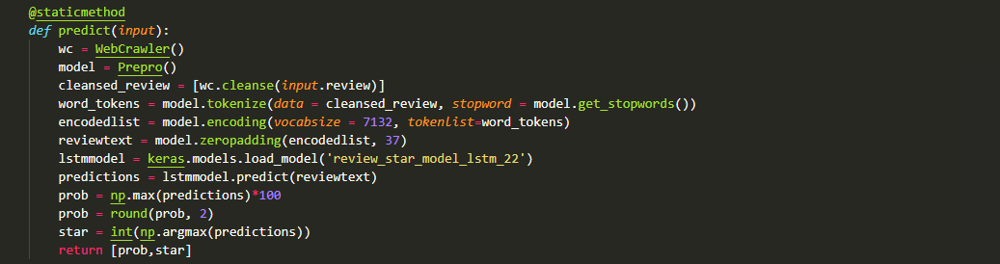 @staticmethod
def predict(input):
    wc = WebCrawler()
    model = Prepro()
    cleansed_review = [wc.cleanse(input.review)]
    word_tokens = model.tokenize(data = cleansed_review, stopword = model.get_stopwords())
    encodedlist = model.encoding(vocabsize = 7132, tokenlist=word_tokens)
    reviewtext = model.zeropadding(encodedlist, 37)
    lstmmodel = keras.models.load_model('review_star_model_lstm_22')
    predictions = lstmmodel.predict(reviewtext)
    prob = np.max(predictions)*100
    prob = round(prob, 2)
    star = int(np.argmax(predictions))
    return [prob,star]